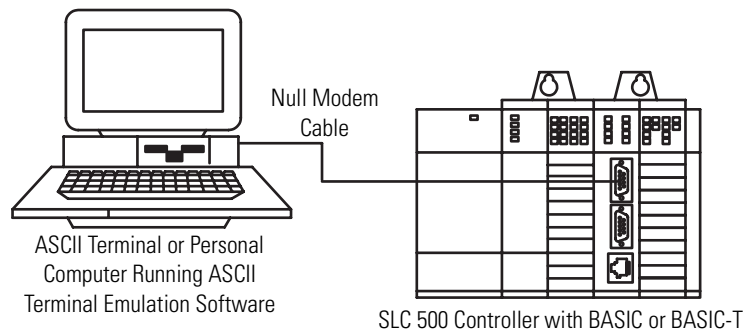 Null Modem
Cable
ASCII Terminal or Personal
Computer Running ASCII
Terminal Emulation Software
SLC 500 Controller with BASIC or BASIC-T